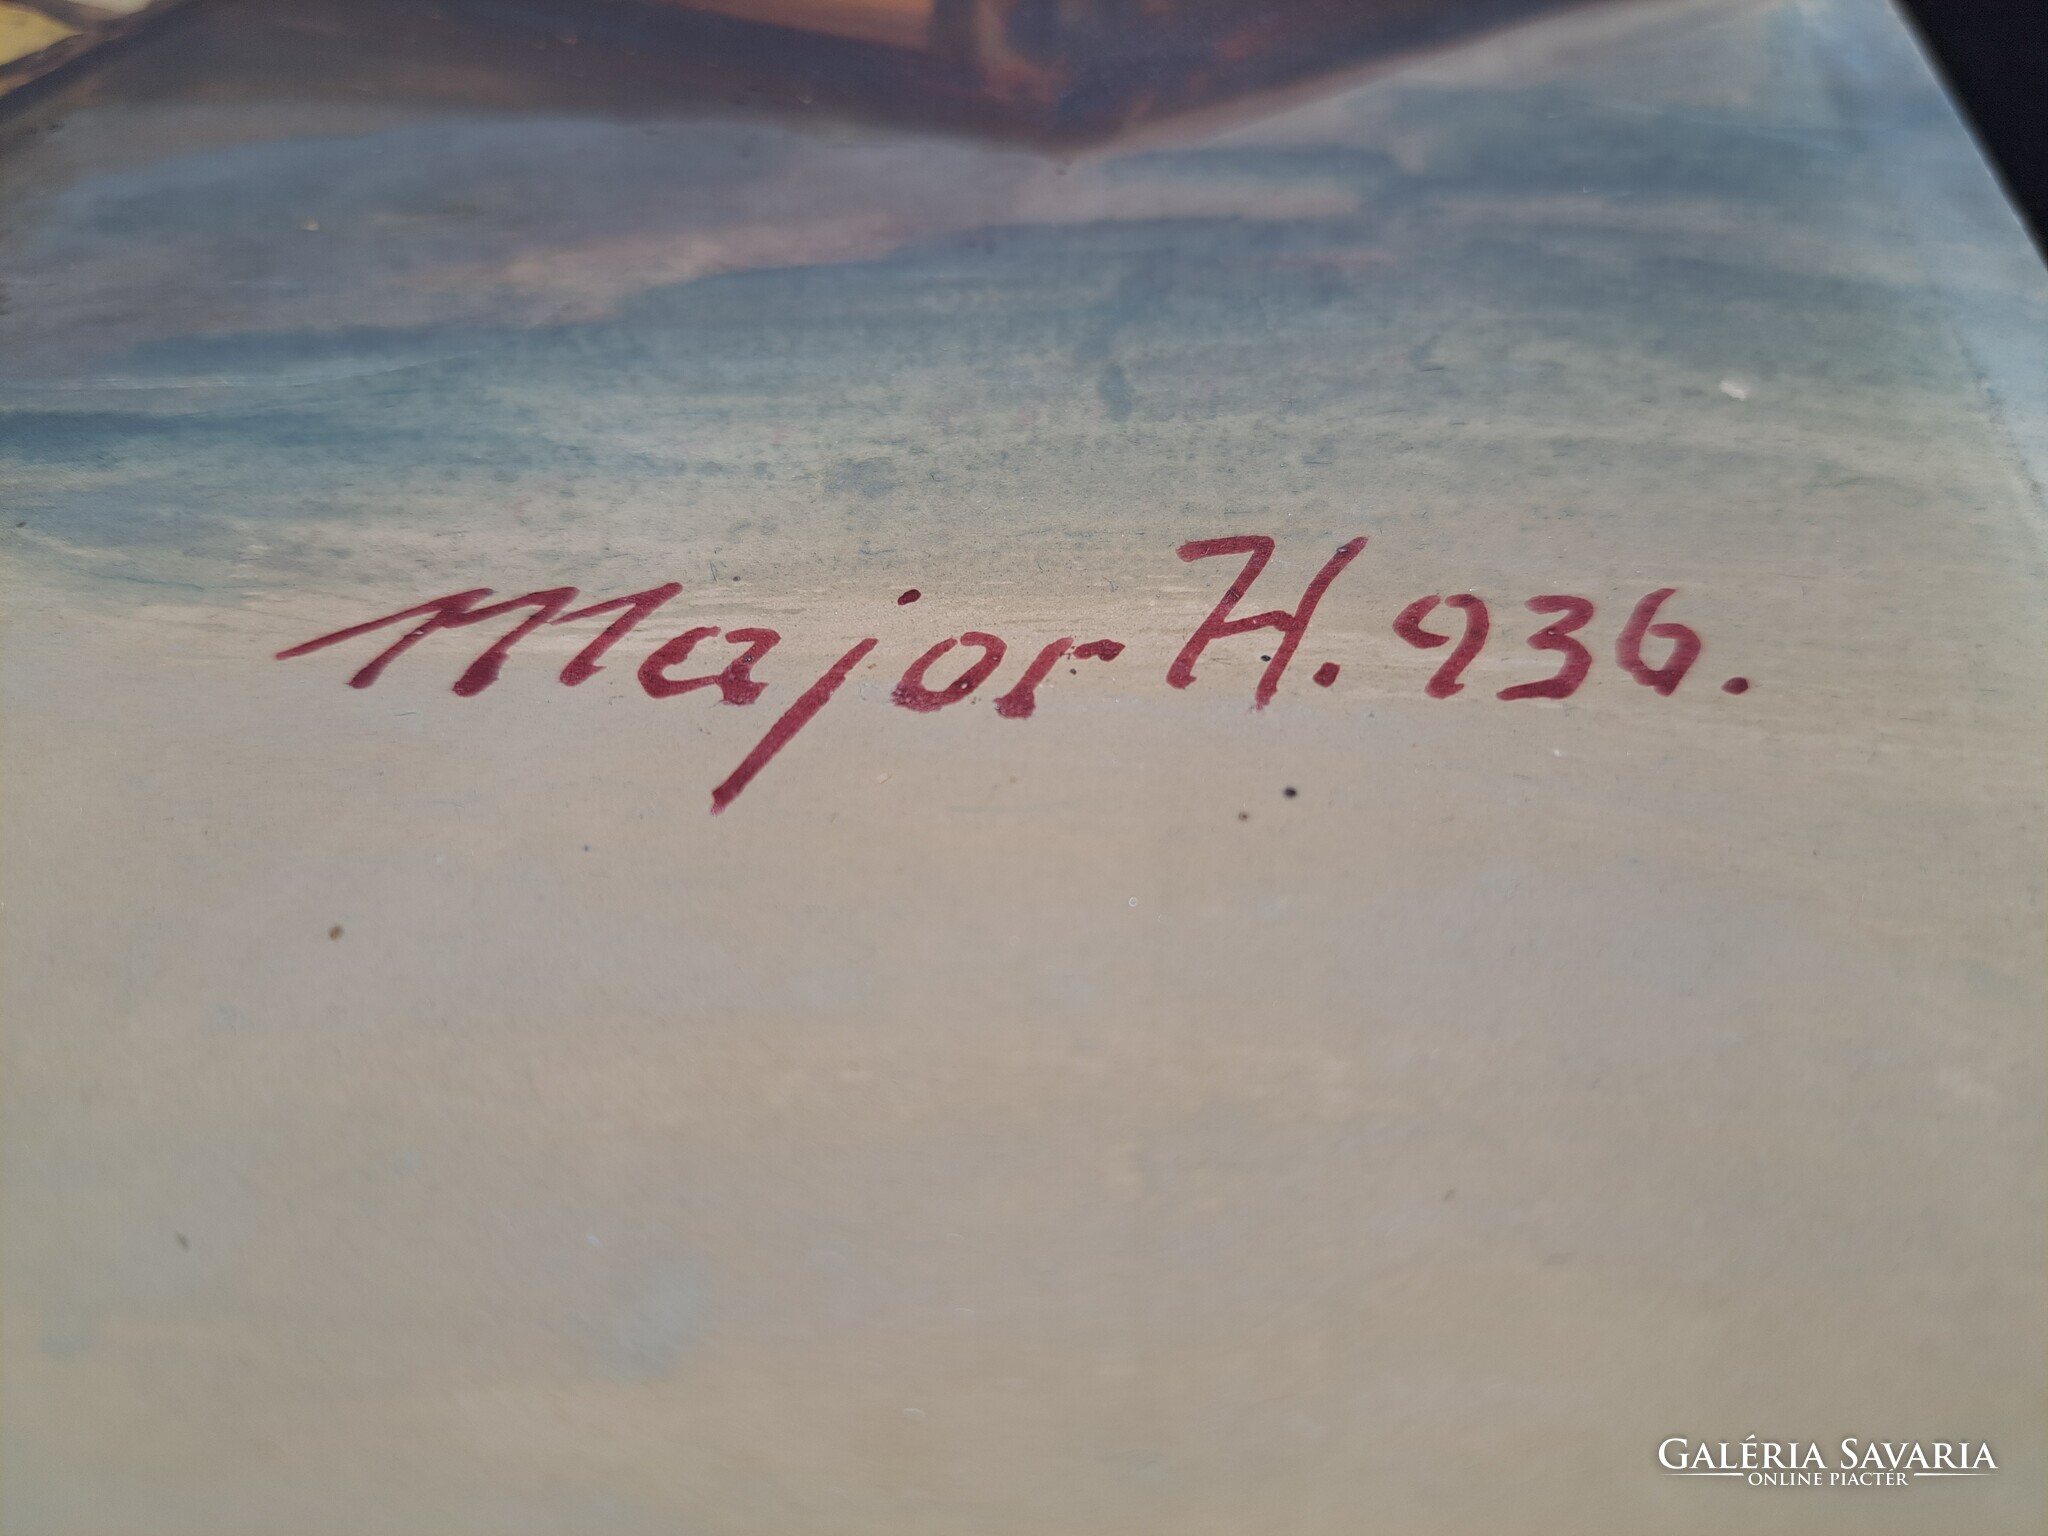 Major H. 936.
GALÉRIA SAVARIA
ONLINE PIACTÉR